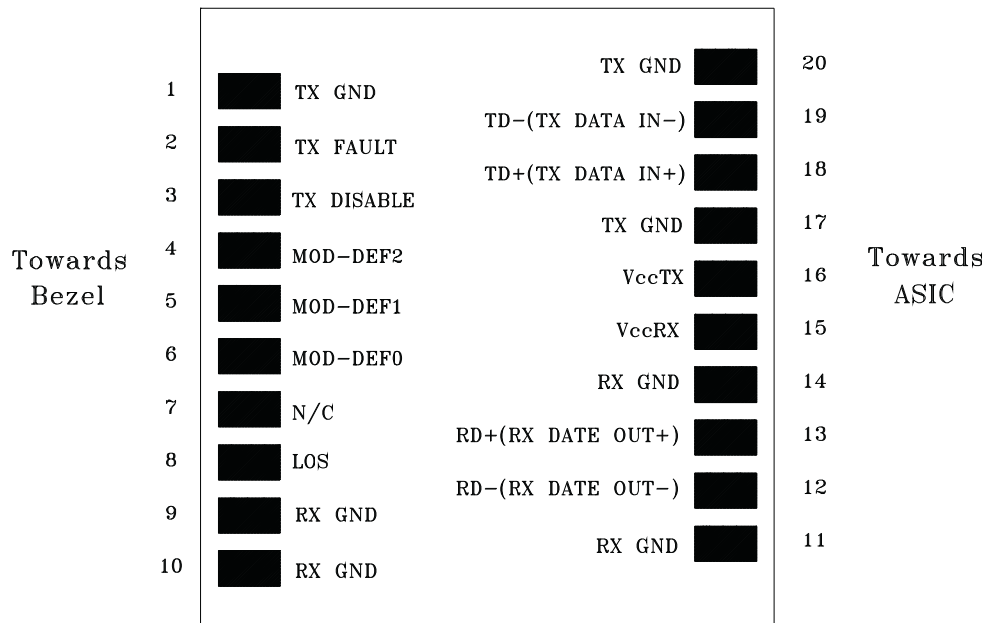 1 TX GND
2 TX FAULT
3 TX DISABLE
4 MOD-DEF2
5 MOD-DEF1
6 MOD-DEF0
7 N/C
8 LOS
9 RX GND
10 RX GND
Towards
Bezel
TX GND 20
TD-(TX DATA IN-) 19
TD+(TX DATA IN+) 18
TX GND 17
VccTX 16
VccRX 15
RX GND 14
RD+(RX DATE OUT+) 13
RD-(RX DATE OUT-) 12
RX GND 11
Towards
ASIC